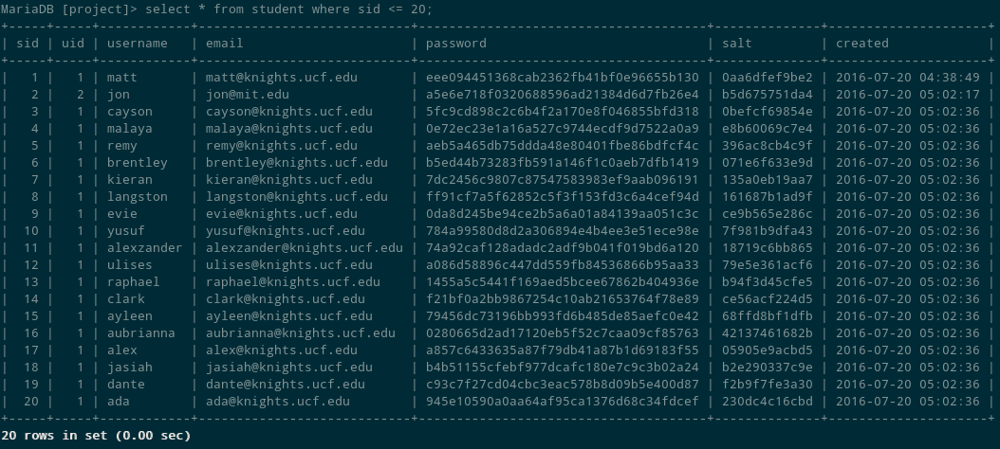 MariaDB [project]> select * from student where sid <= 20;
+-----+-----+------------+----------------------------+----------------------------------+--------------+---------------------+
| sid | uid | username | email | password | salt | created |
+-----+-----+------------+----------------------------+----------------------------------+--------------+---------------------+
| 1 | 1 | matt | matt@knights.ucf.edu | eee094451368cab2362fb41bf0e96655b130 | 0aa6dfef9be2 | 2016-07-20 04:38:49 |
| 2 | 2 | jon | jon@mit.edu | a5e6e718f0320688596ad21384d6d7fb26e4 | b5d675751da4 | 2016-07-20 05:02:17 |
| 3 | 1 | cayson | cayson@knights.ucf.edu | 5fc9cd898c2c6b4f2a170e8f046855bfd318 | 0befcf69854e | 2016-07-20 05:02:36 |
| 4 | 1 | malaya | malaya@knights.ucf.edu | 0e72ec23e1a16a527c9744ecdf9d7522a0a9 | e8b60069c7e4 | 2016-07-20 05:02:36 |
| 5 | 1 | remy | remy@knights.ucf.edu | aeb5a465db75ddda48e80401fbe86bdfcf4c | 396ac8cb4c9f | 2016-07-20 05:02:36 |
| 6 | 1 | brentley | brentley@knights.ucf.edu | b5ed44b73283fb591a146f1c0aeb7dfb1419 | 071e6f633e9d | 2016-07-20 05:02:36 |
| 7 | 1 | kieran | kieran@knights.ucf.edu | 7dc2456c9807c87547583983ef9aab096191 | 135a0eb19aa7 | 2016-07-20 05:02:36 |
| 8 | 1 | langston | langston@knights.ucf.edu | ff91cf7a5f62852c5f3f153fd3c6a4cef94d | 161687b1ad9f | 2016-07-20 05:02:36 |
| 9 | 1 | evie | evie@knights.ucf.edu | 0da8d245be94ce2b5a6a01a84139aa051c3c | ce9b565e286c | 2016-07-20 05:02:36 |
| 10 | 1 | yusuf | yusuf@knights.ucf.edu | 784a99580d8d2a306894e4b4ee3e51ece98e | 7f981b9dfa43 | 2016-07-20 05:02:36 |
| 11 | 1 | alexzander | alexzander@knights.ucf.edu | 74a92caf128adadc2adf9b041f019bd6a120 | 18719c6bb865 | 2016-07-20 05:02:36 |
| 12 | 1 | ulises | ulises@knights.ucf.edu | a086d58896c447dd559fb84536866b95aa33 | 79e5e361acf6 | 2016-07-20 05:02:36 |
| 13 | 1 | raphael | raphael@knights.ucf.edu | 1455a5c5441f169aed5bcee67862b404936e | b94f3d45cfe5 | 2016-07-20 05:02:36 |
| 14 | 1 | clark | clark@knights.ucf.edu | f21bf0a2bb9867254c10ab21653764f78e89 | ce56acf224d5 | 2016-07-20 05:02:36 |
| 15 | 1 | ayleen | ayleen@knights.ucf.edu | 79456dc73196bb993fd6b485de85aefc0e42 | 68ffd8bf1dfb | 2016-07-20 05:02:36 |
| 16 | 1 | aubrianna | aubrianna@knights.ucf.edu | 0280665d2ad17120eb5f52c7caa09cf85763 | 42137461682b | 2016-07-20 05:02:36 |
| 17 | 1 | alex | alex@knights.ucf.edu | a857c6433635a87f79db41a87b1d69183f55 | 05905e9acbd5 | 2016-07-20 05:02:36 |
| 18 | 1 | jasiah | jasiah@knights.ucf.edu | b4b51155cfebf977dcafc180e7c9c3b02a24 | b2e290337c9e | 2016-07-20 05:02:36 |
| 19 | 1 | dante | dante@knights.ucf.edu | c93c7f27cd04cbc3eac578b8d09b5e400d87 | f2b9f7fe3a30 | 2016-07-20 05:02:36 |
| 20 | 1 | ada | ada@knights.ucf.edu | 945e10590a0aa64af95ca1376d68c34fdcef | 230dc4c16cbd | 2016-07-20 05:02:36 |
+-----+-----+------------+----------------------------+----------------------------------+--------------+---------------------+
20 rows in set (0.00 sec)